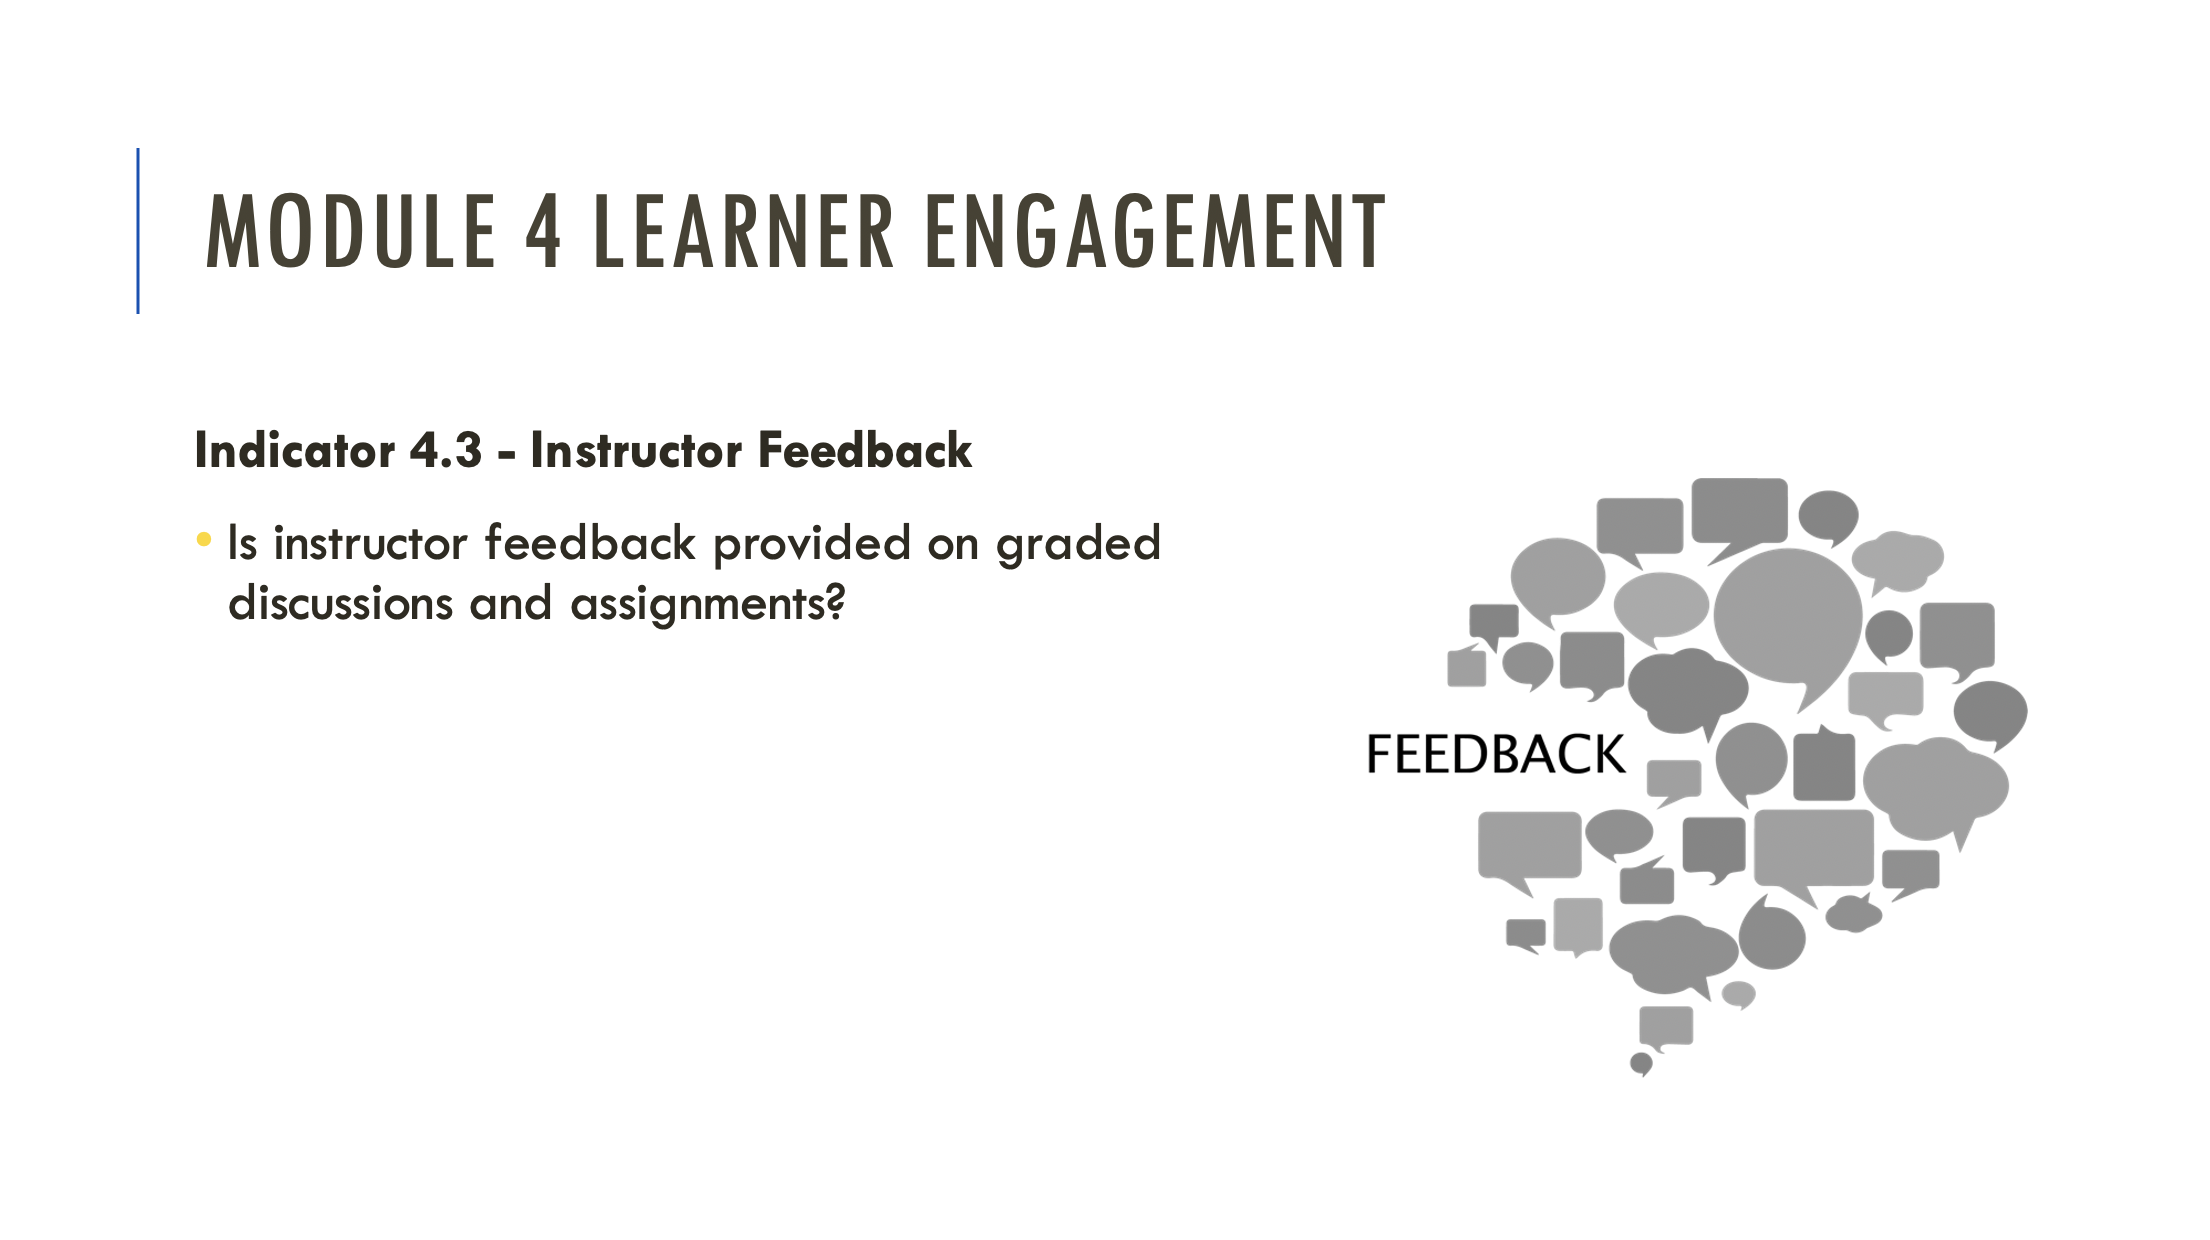 MODULE 4 LEARNER ENGAGEMENT
Indicator 4.3 - Instructor Feedback
• Is instructor feedback provided on graded
discussions and assignments?
FEEDBACK